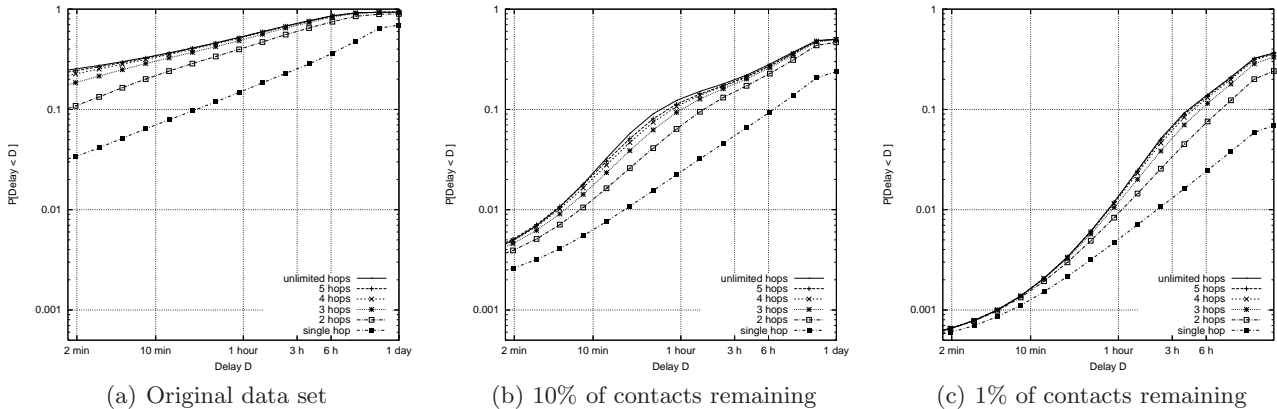 1
0.1
0.01
0.001
P[Delay < D]
unlimited hops
5 hops
4 hops
3 hops
2 hops
single hop
2 min
10 min
1 hour
3 h
6 h
1 day
Delay D
(a) Original data set
1
0.1
0.01
0.001
P[Delay < D ]
unlimited hops
5 hops
4 hops
3 hops
2 hops
single hop
2 min
10 min
1 hour
3 h
6 h
1 day
Delay D
(b) 10% of contacts remaining
1
0.1
0.01
0.001
P[Delay < D ]
unlimited hops
5 hops
4 hops
3 hops
2 hops
single hop
2 min
10 min
1 hour
3 h
6 h
Delay D
(c) 1% of contacts remaining